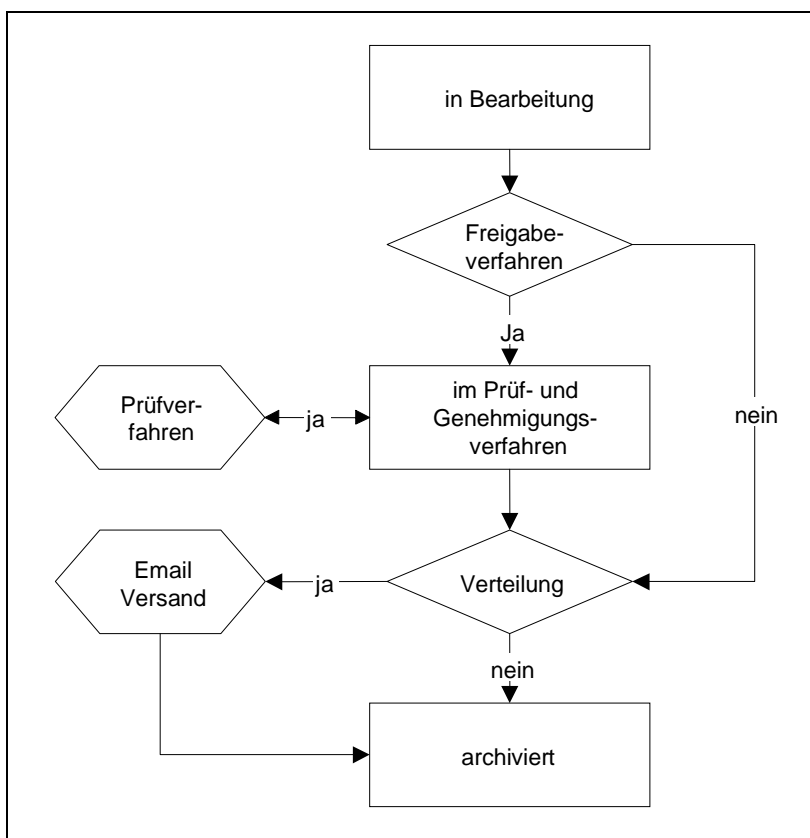 in Bearbeitung
Freigabe-
verfahren
Ja
nein
Prüfver-
fahren
ja
im Prüf- und
Genehmigungs-
verfahren
Email
Versand
ja
Verteilung
nein
archiviert